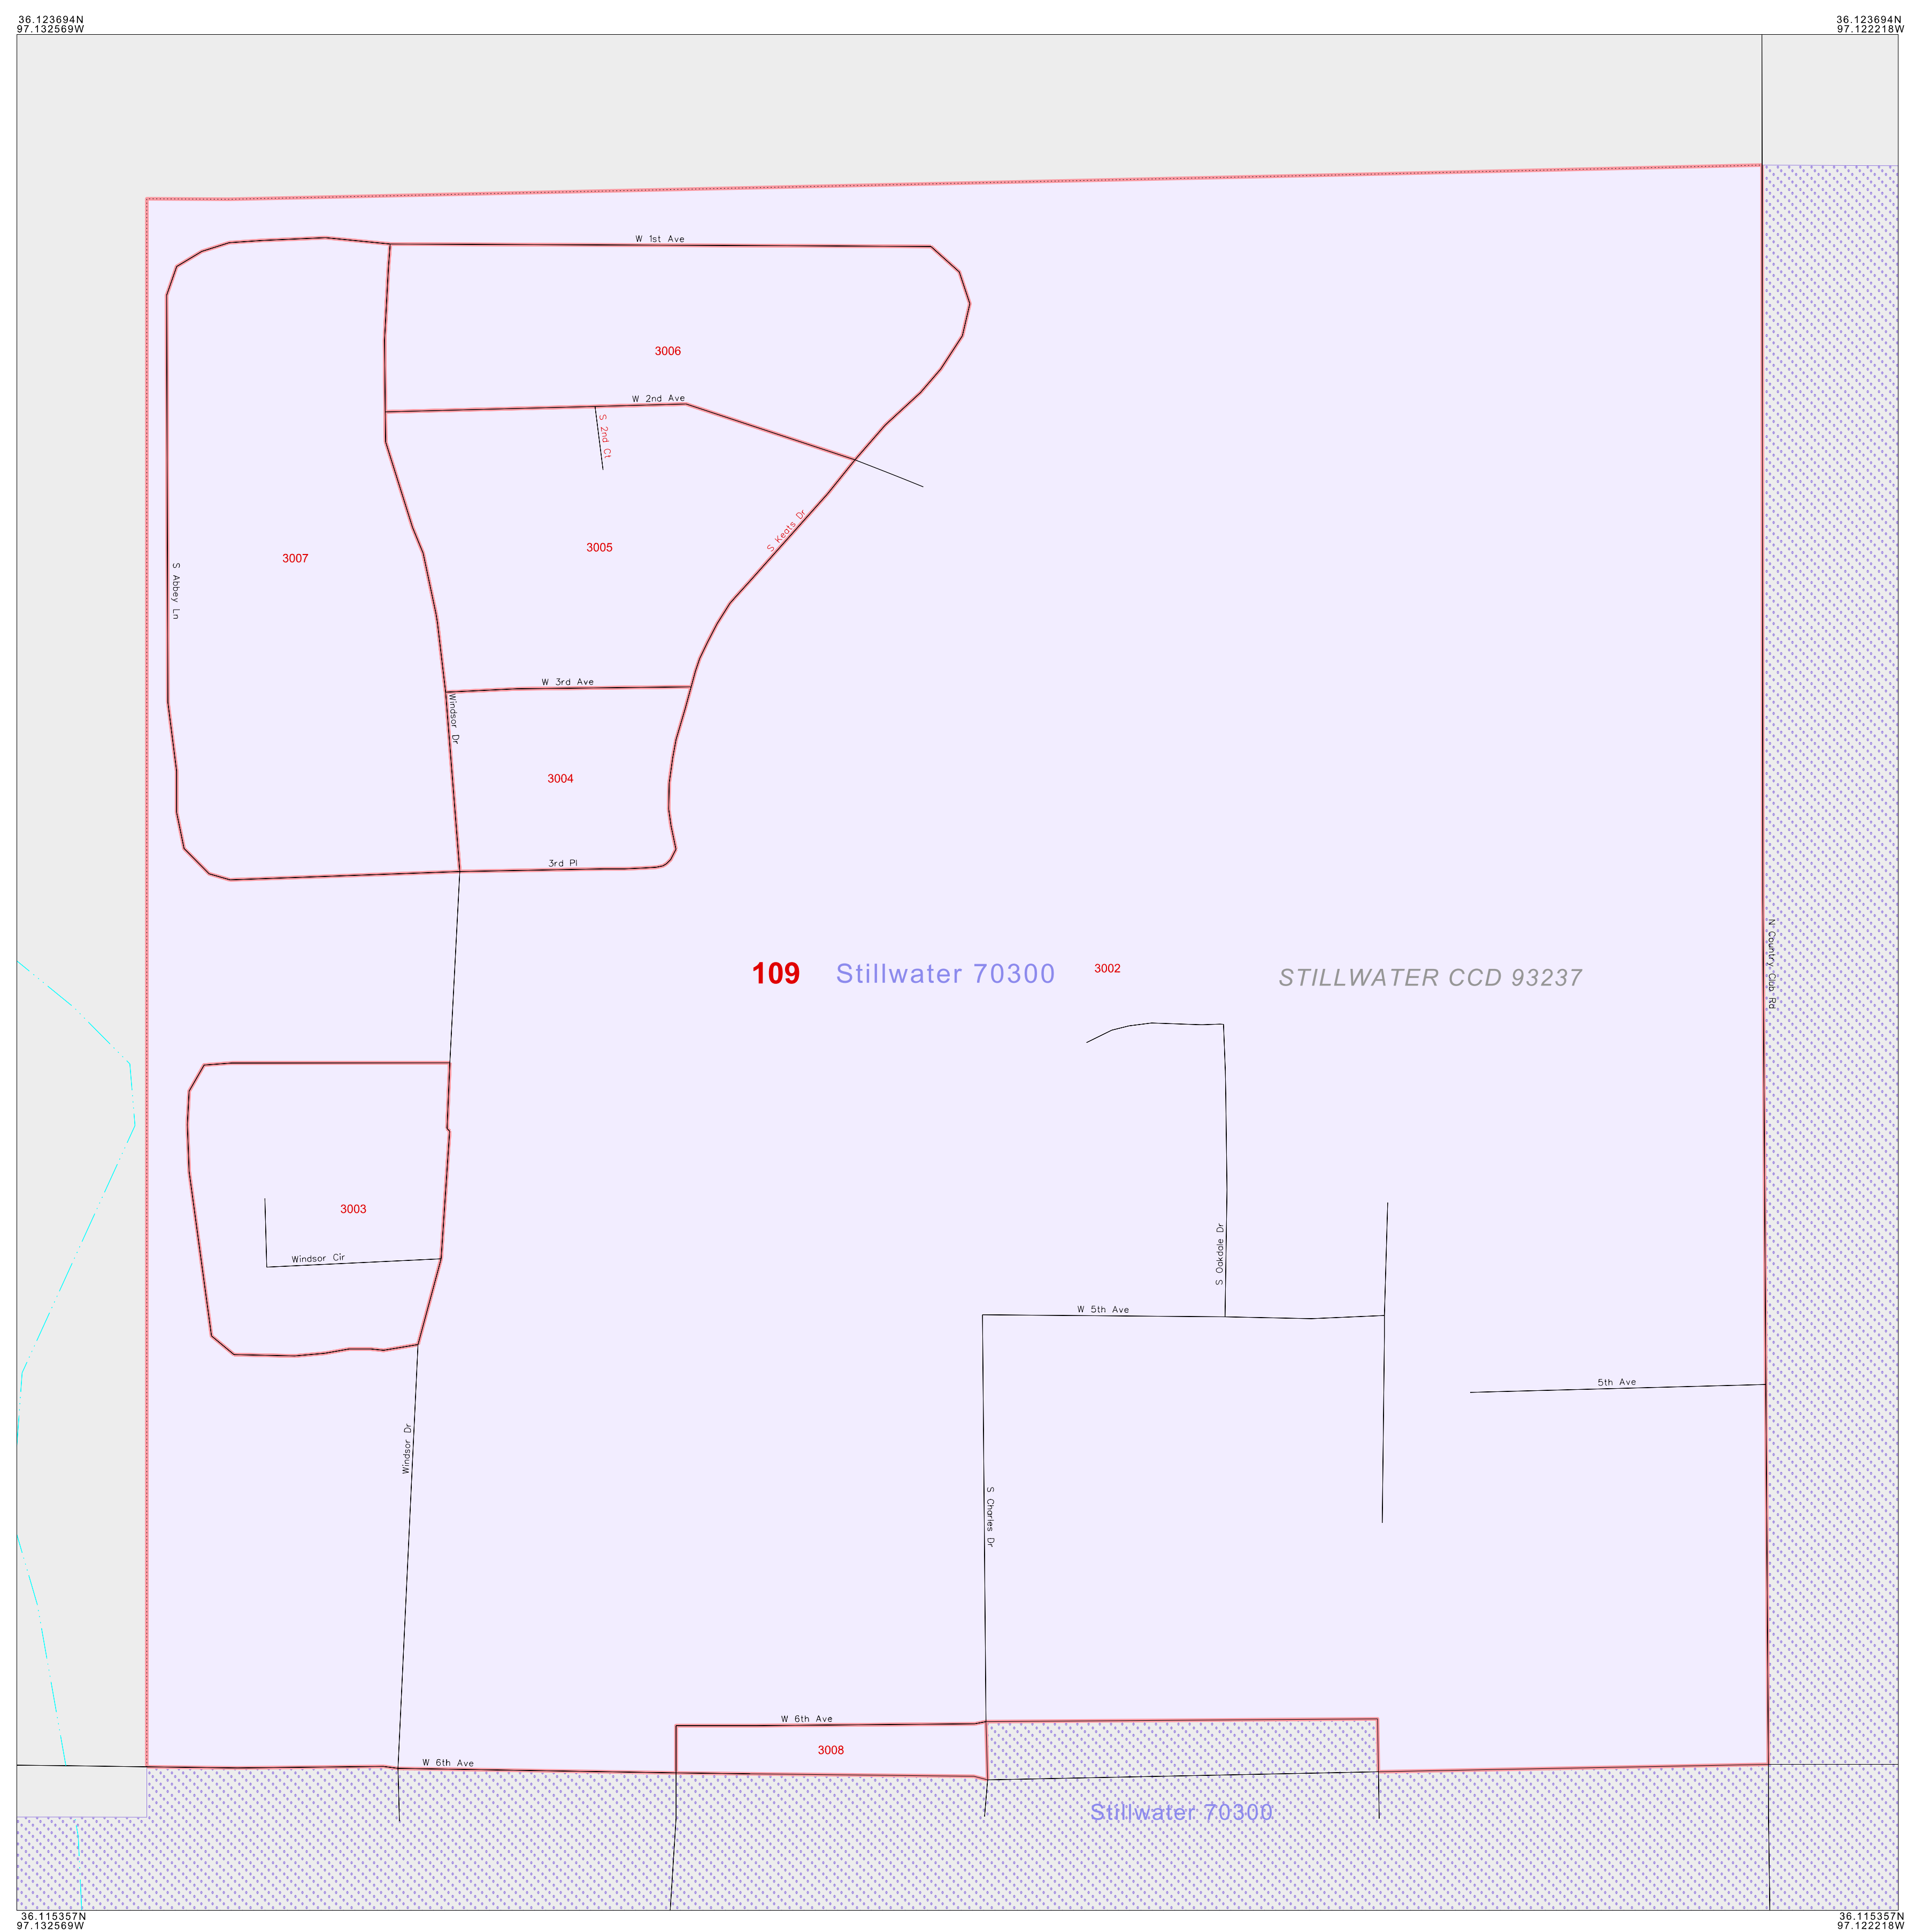 36.123694N
97.132569W
36.123694N
97.122218W
W 1st Ave
3006
W 2nd Ave
S 2nd Ct
S Keats Dr
3005
3007
S Abbey Ln
W 3rd Ave
Windsor Dr
3004
3rd Pl
109
Stillwater 70300
3002
STILLWATER CCD 93237
N Country Club Rd
3003
Windsor Cir
S Oakdale Dr
W 5th Ave
5th Ave
Windsor Dr
S Charles Dr
W 6th Ave
3008
W 6th Ave
Stillwater 70300
36.115357N
97.132569W
36.115357N
97.122218W